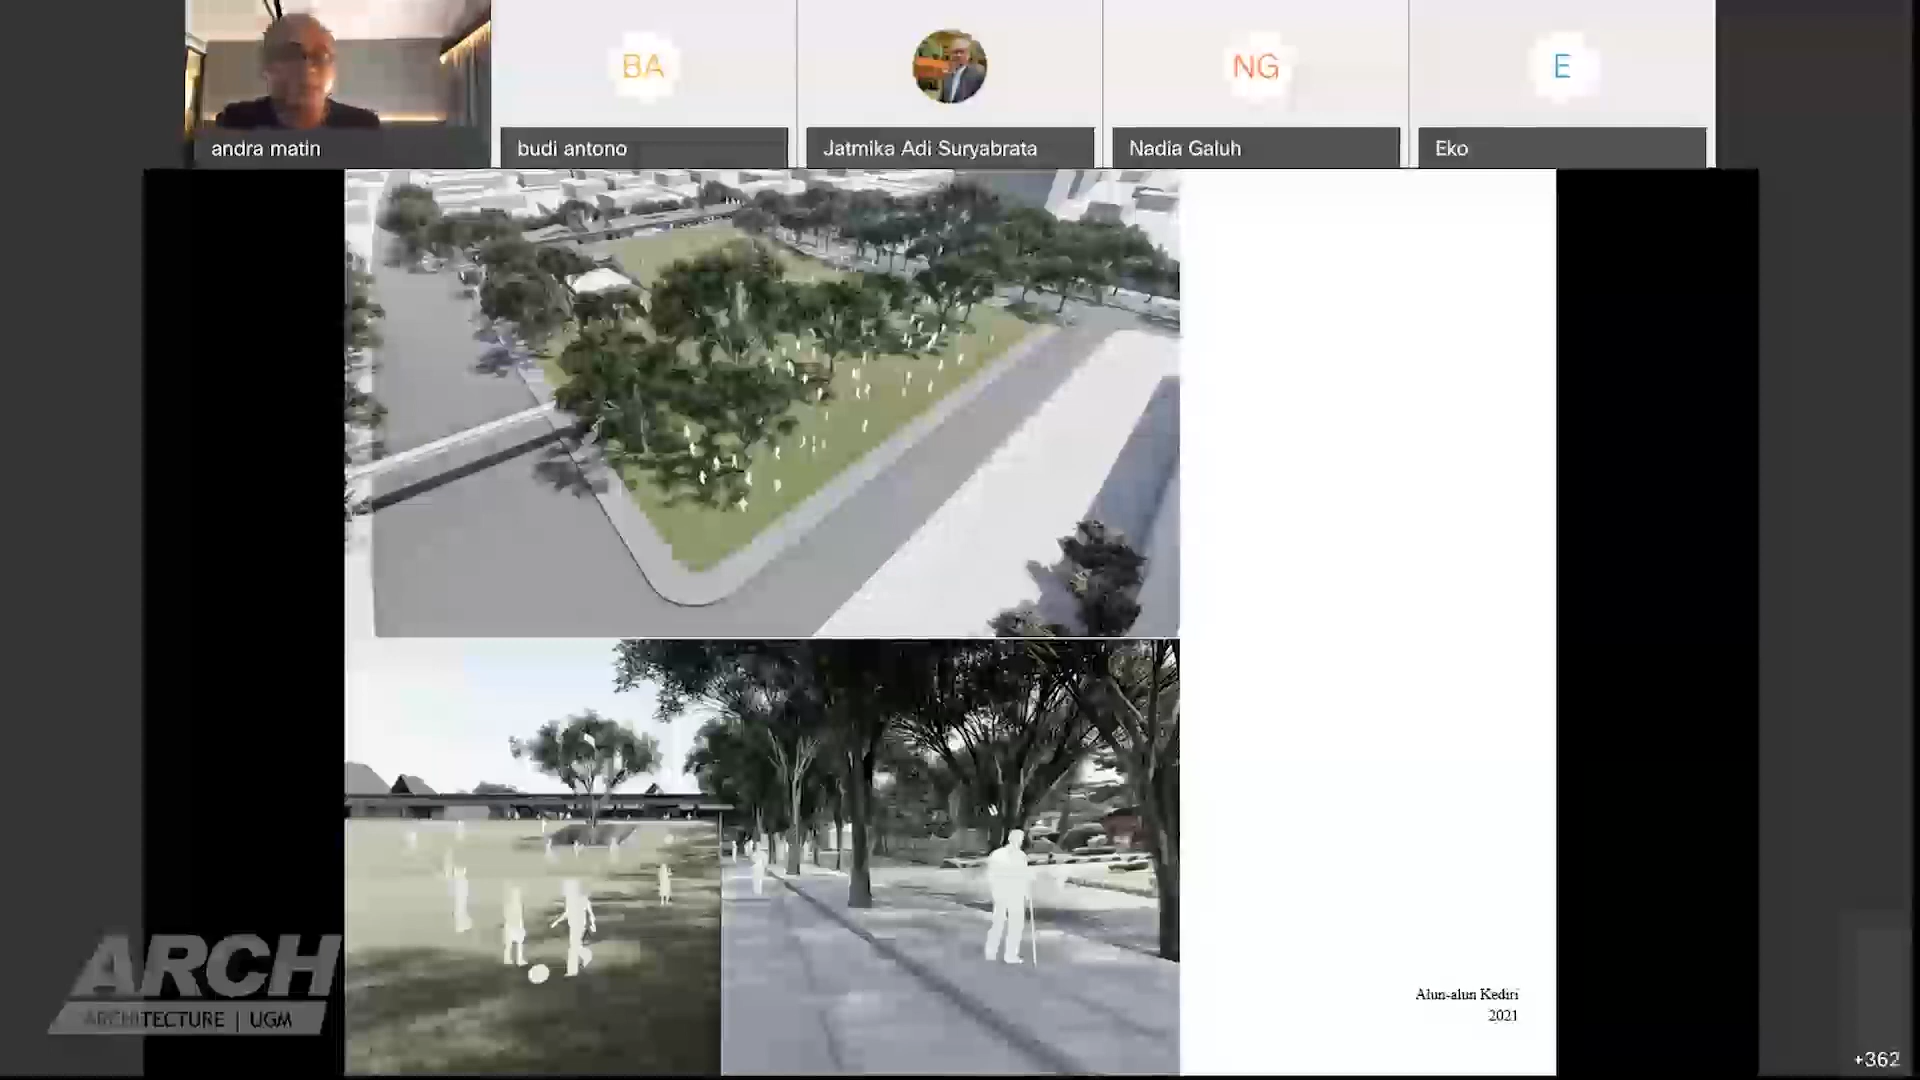 BA
NG
E
andra matin
budi antono
Jatmika Adi Suryabrata
Nadia Galuh
Eko
Alun-alun Kediri
2021
ARCH
ARCHITECTURE | UGM
+362